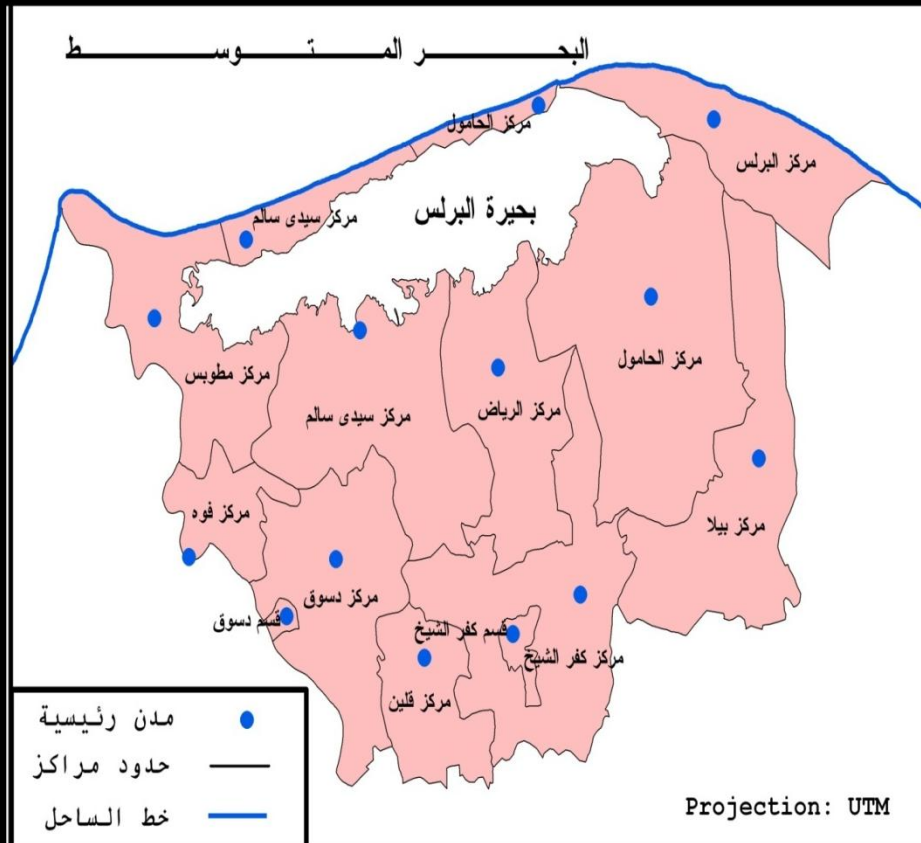 البحر المتوسط
مركز الحامول
مركز البرلس
مركز سيدى سالم
بحيرة البرلس
مركز الحامول
مركز مطوبس
مركز سيدى سالم
مركز الرياض
مركز فوه
مركز بيلا
مركز دسوق
قسم دسوق
قسم كفر الشيخ
مركز كفر الشيخ
مركز قلين
مدن رئيسية
حدود مراكز
خط الساحل
Projection: UTM